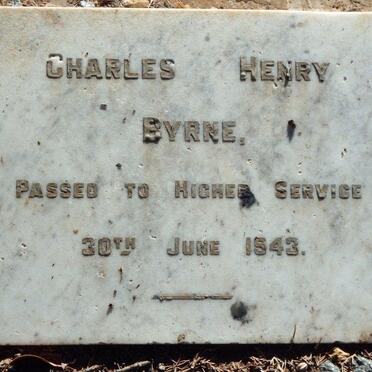 CHARLES HENRY
BYRNE,
PASSED TO HIGHER SERVICE
30TH JUNE 1943.